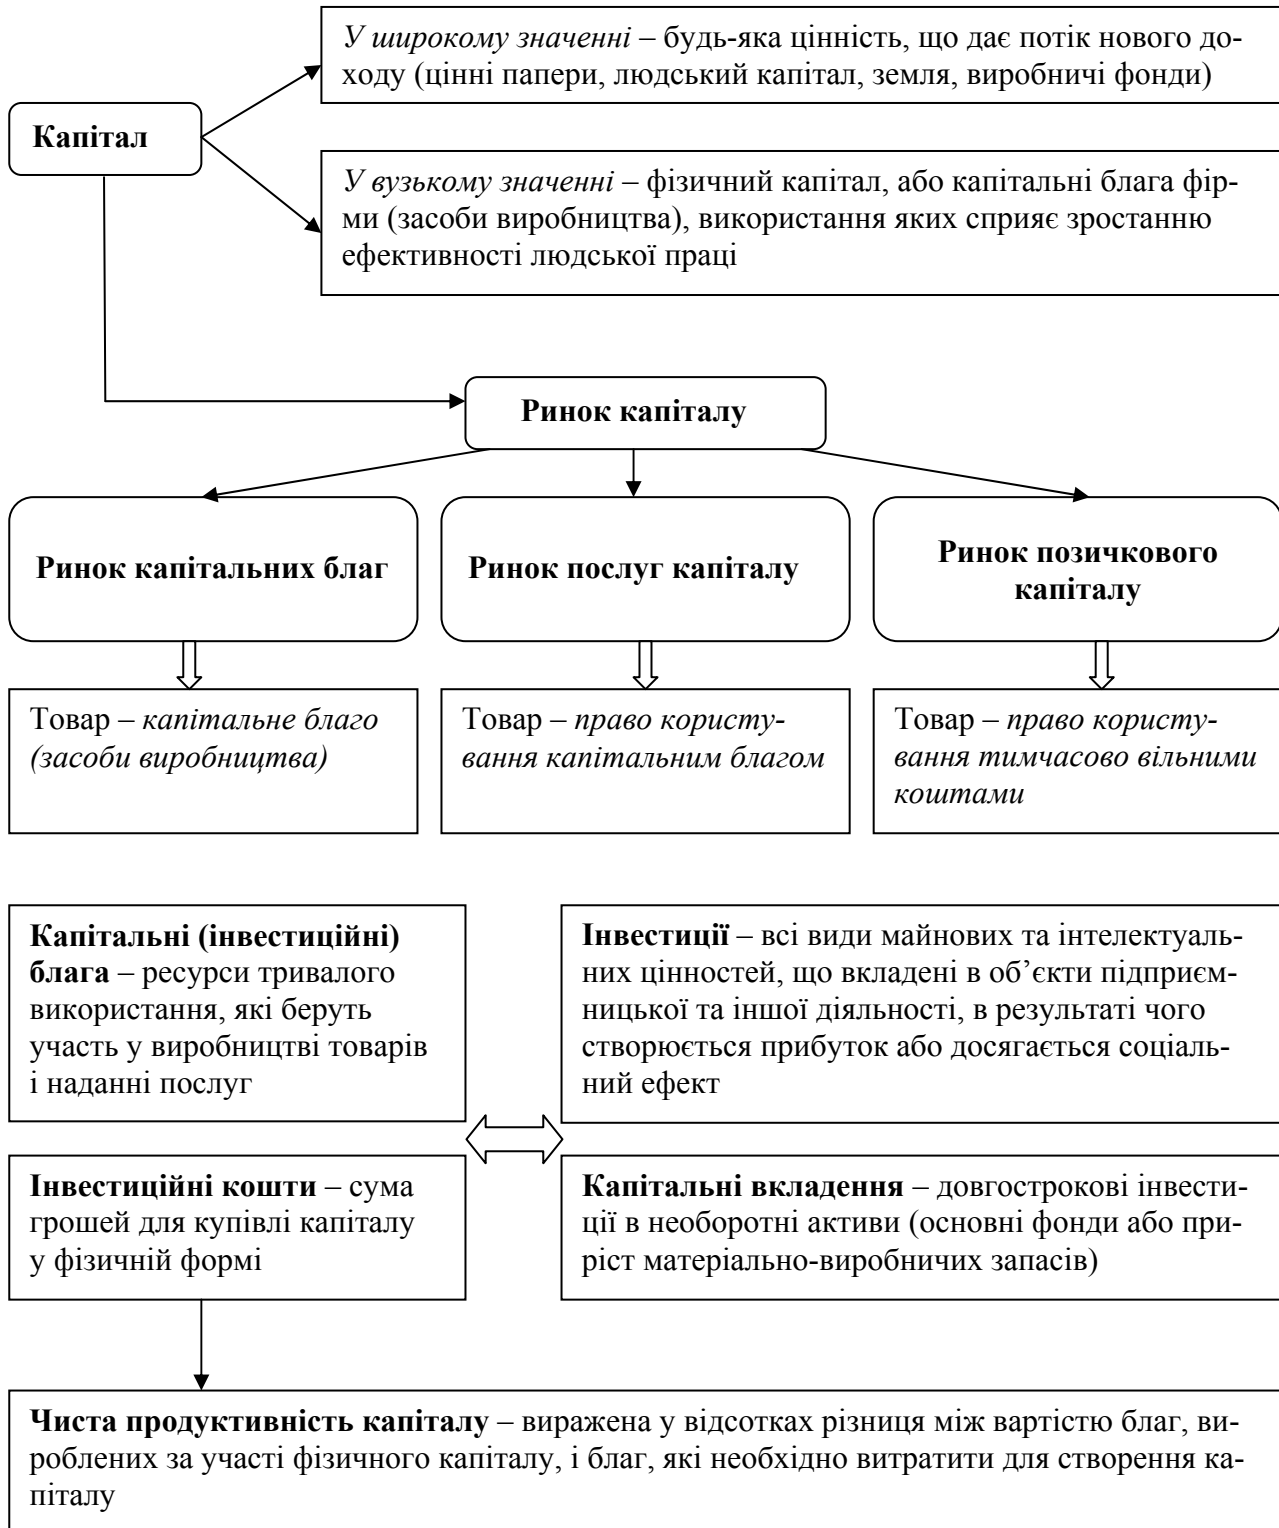 У широкому значенні – будь-яка цінність, що дає потік нового до-
ходу (цінні папери, людський капітал, земля, виробничі фонди)
Капітал
У вузькому значенні – фізичний капітал, або капітальні блага фір-
ми (засоби виробництва), використання яких сприяє зростанню
ефективності людської праці
Ринок капіталу
Ринок капітальних благ
Ринок послуг капіталу
Ринок позичкового
капіталу
Товар – капітальне благо
(засоби виробництва)
Товар – право користу-
вання капітальним благом
Товар – право користу-
вання тимчасово вільними
коштами
Капітальні (інвестиційні)
блага – ресурси тривалого
використання, які беруть
участь у виробництві товарів
і наданні послуг
Інвестиції – всі види майнових та інтелектуаль-
них цінностей, що вкладені в об’єкти підприєм-
ницької та іншої діяльності, в результаті чого
створюється прибуток або досягається соціаль-
ний ефект
Інвестиційні кошти – сума
грошей для купівлі капіталу
у фізичній формі
Капітальні вкладення – довгострокові інвести-
ції в необоротні активи (основні фонди або при-
ріст матеріально-виробничих запасів)
Чиста продуктивність капіталу – виражена у відсотках різниця між вартістю благ, ви-
роблених за участі фізичного капіталу, і благ, які необхідно витратити для створення ка-
піталу